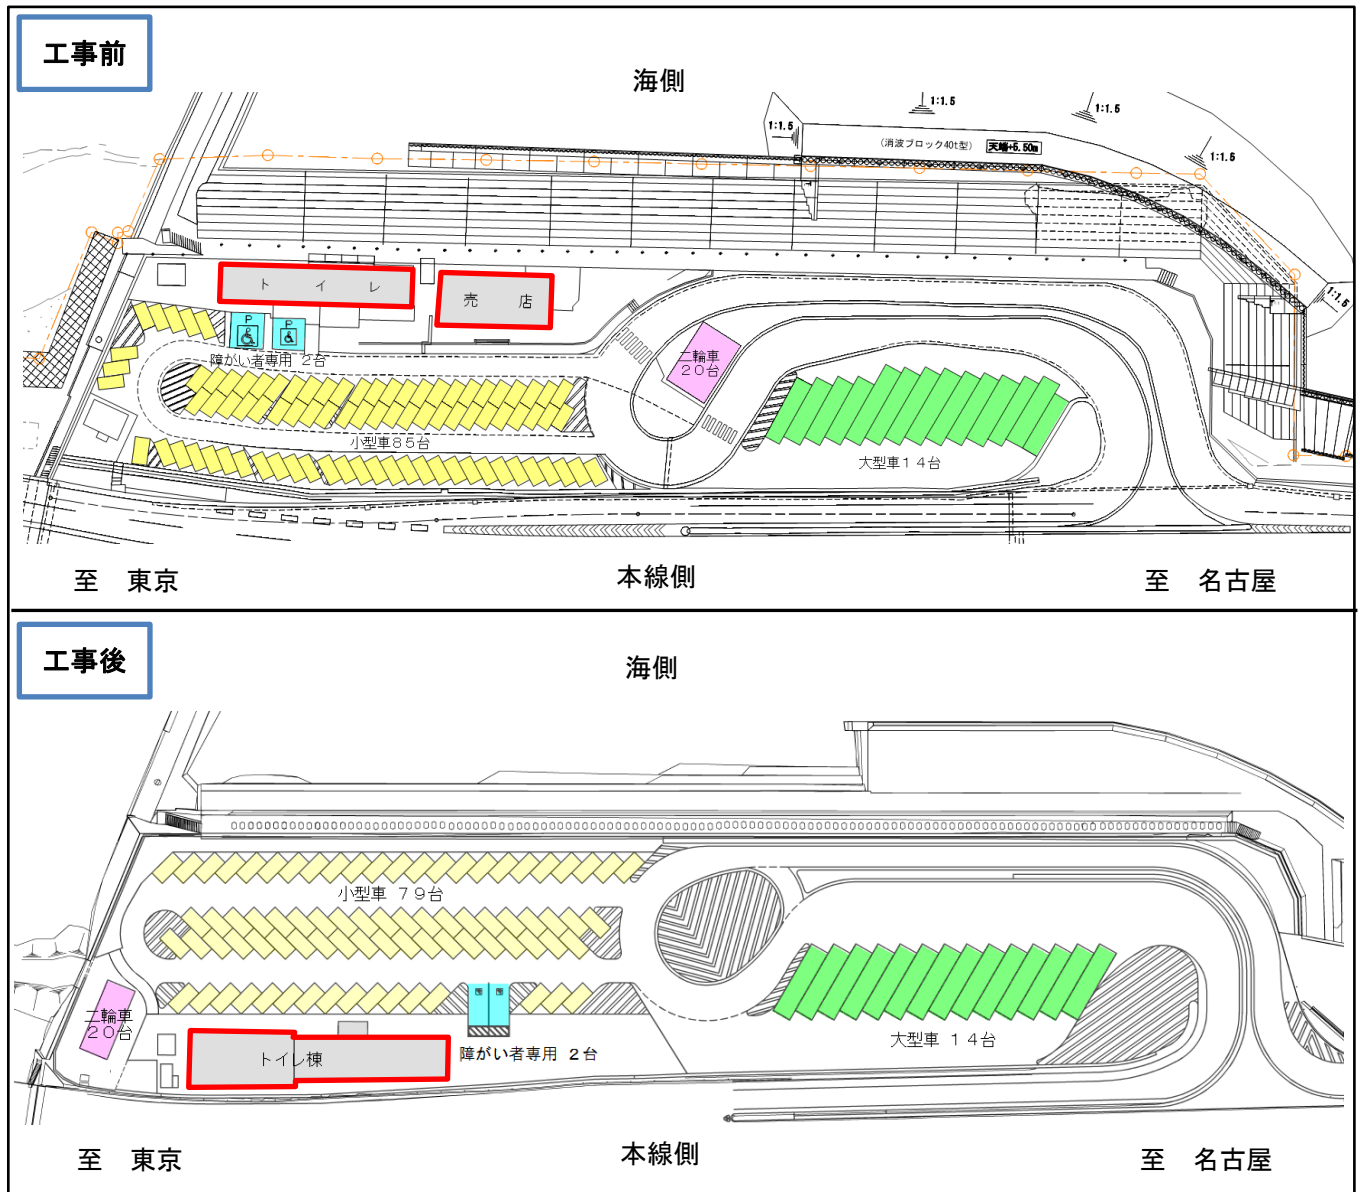 工事前
海側
1:1.5
1:1.5
1:1.5
(消波ブロック40t型) 天端+5.50m
1:1.5
1:1.5
トイレ
売店
P
P
障がい者専用 2台
二輪車
20台
小型車85台
大型車14台
至 東京
本線側
至 名古屋
工事後
海側
小型車 79台
二輪車
20台
トイレ棟
障がい者専用 2台
大型車 14台
至 東京
本線側
至 名古屋